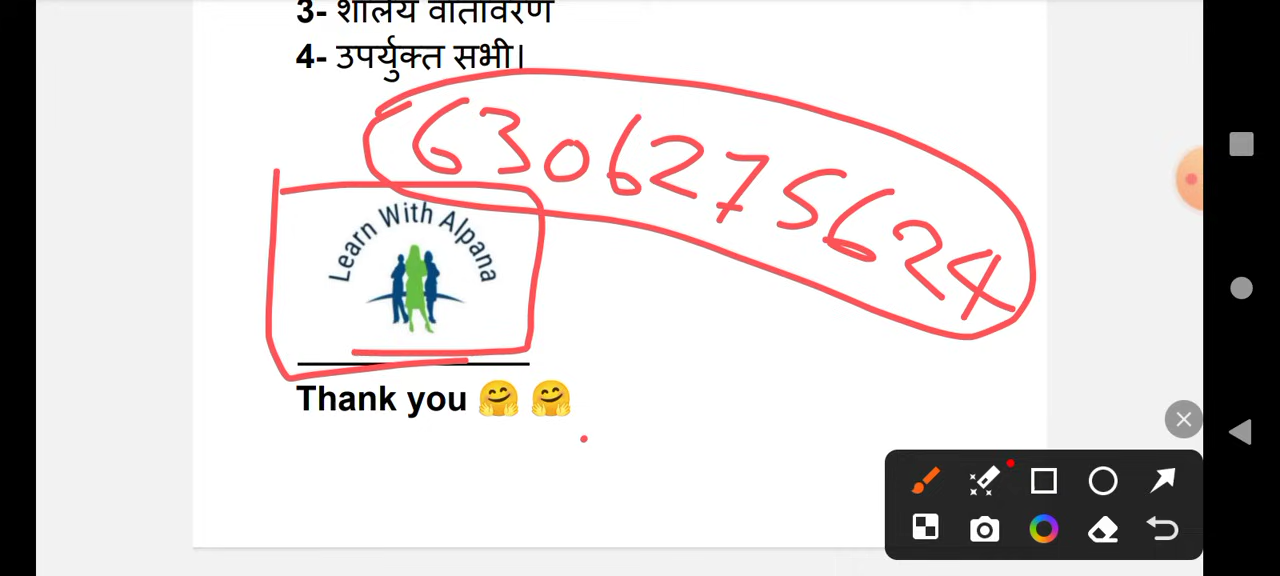 3- शालेय वातावरण
4- उपर्युक्त सभी।
6306275624
Learn With Alpana
Thank you 🤗 🤗